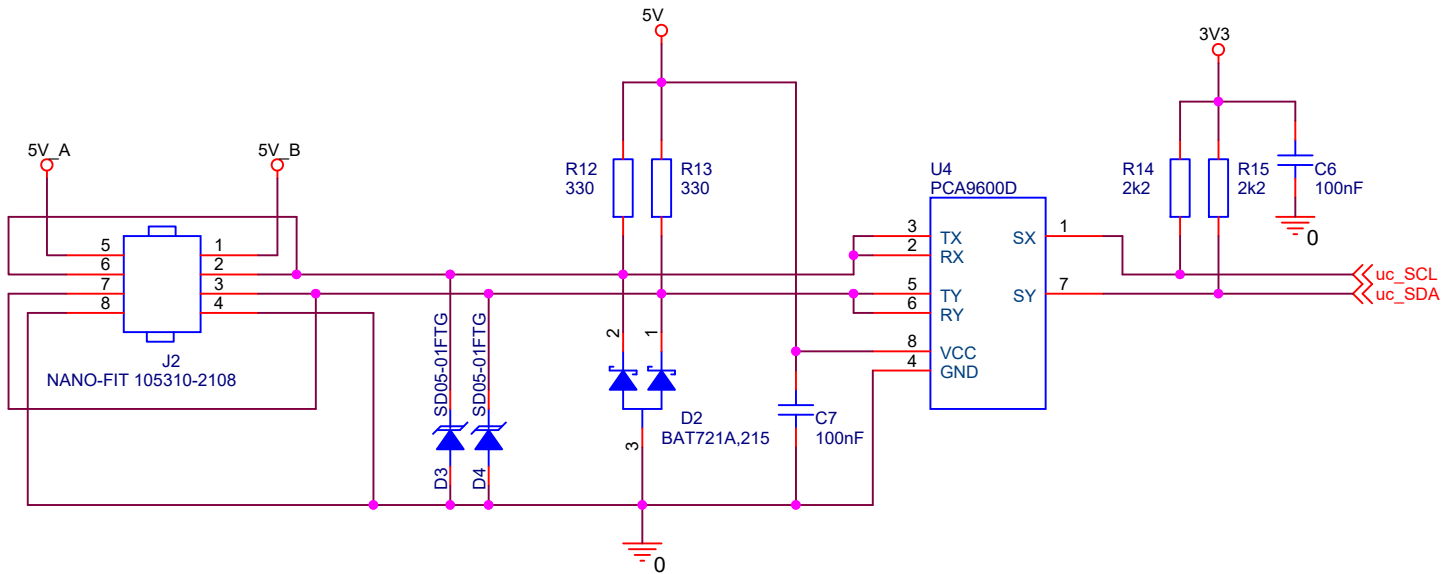 5V
3V3
5V_A
5V_B
R12
330
R13
330
U4
PCA9600D
R14
2k2
R15
2k2
C6
100nF
0
5
6
7
8
1
2
3
4
J2
NANO-FIT 105310-2108
3
2
5
6
8
4
TX
RX
TY
RY
VCC
GND
SX
SY
1
7
uc_SCL
uc_SDA
SD05-01FTG
D3
SD05-01FTG
D4
2
1
3
D2
BAT721A,215
C7
100nF
0